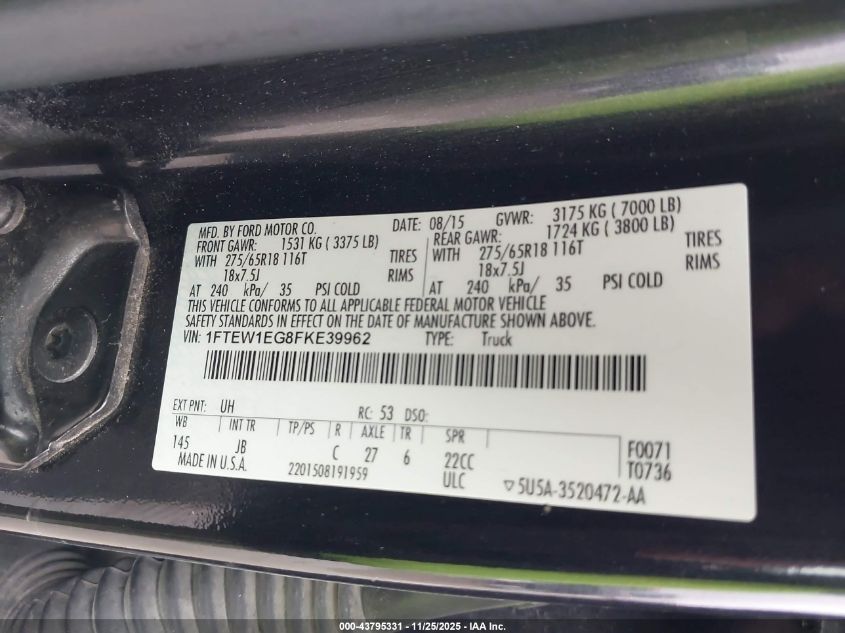 MFD. BY FORD MOTOR CO. DATE: 08/15 GVWR: 3175 KG ( 7000 LB)
FRONT GAWR: 1531 KG ( 3375 LB) REAR GAWR: 1724 KG ( 3800 LB)
WITH 275/65R18 116T TIRES WITH 275/65R18 116T TIRES
18x7.5J RIMS 18x7.5J RIMS
AT 240 kPa/ 35 PSI COLD AT 240 kPa/ 35 PSI COLD
THIS VEHICLE CONFORMS TO ALL APPLICABLE FEDERAL MOTOR VEHICLE
SAFETY STANDARDS IN EFFECT ON THE DATE OF MANUFACTURE SHOWN ABOVE.
VIN: 1FTEW1EG8FKE39962 TYPE: Truck
EXT PNT: UH RC: 53 DSO:
WB INT TR TP/PS R AXLE TR SPR
145 JB C 27 6 22CC F0071
MADE IN U.S.A. 2201508191959 ULC ▽5U5A-3520472-AA T0736
000-43795331 - 11/25/2025 - IAA Inc.